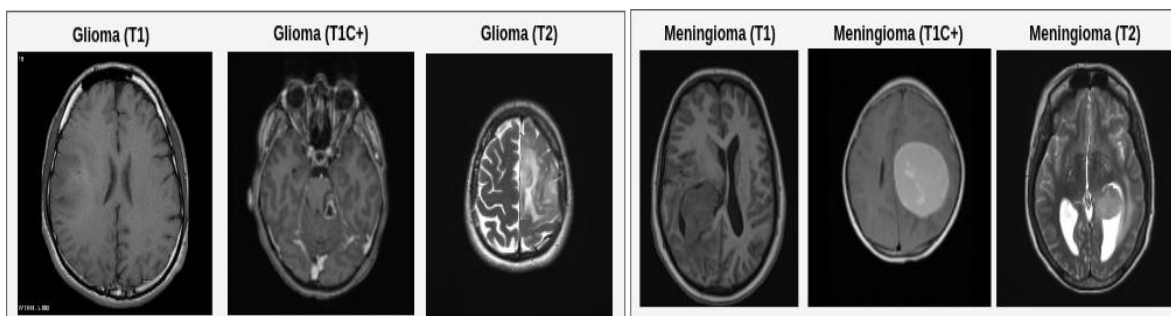 Glioma (T1)
Glioma (T1C+)
Glioma (T2)
Meningioma (T1)
Meningioma (T1C+)
Meningioma (T2)